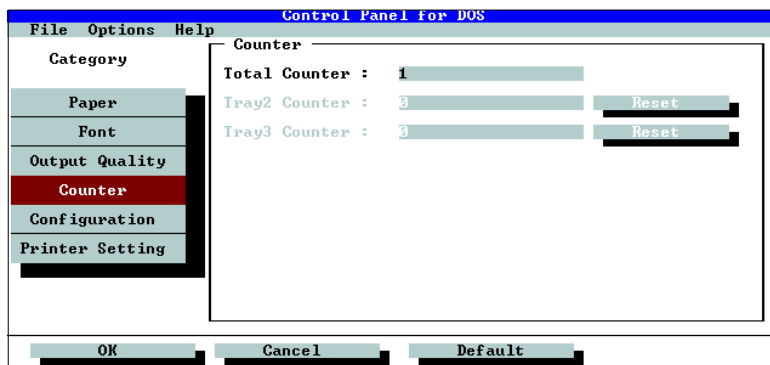 Control Panel for DOS
File Options Help
Category
Paper
Font
Output Quality
Counter
Configuration
Printer Setting
Counter
Total Counter : 1
Tray2 Counter : 0 Reset
Tray3 Counter : 0 Reset
OK Cancel Default